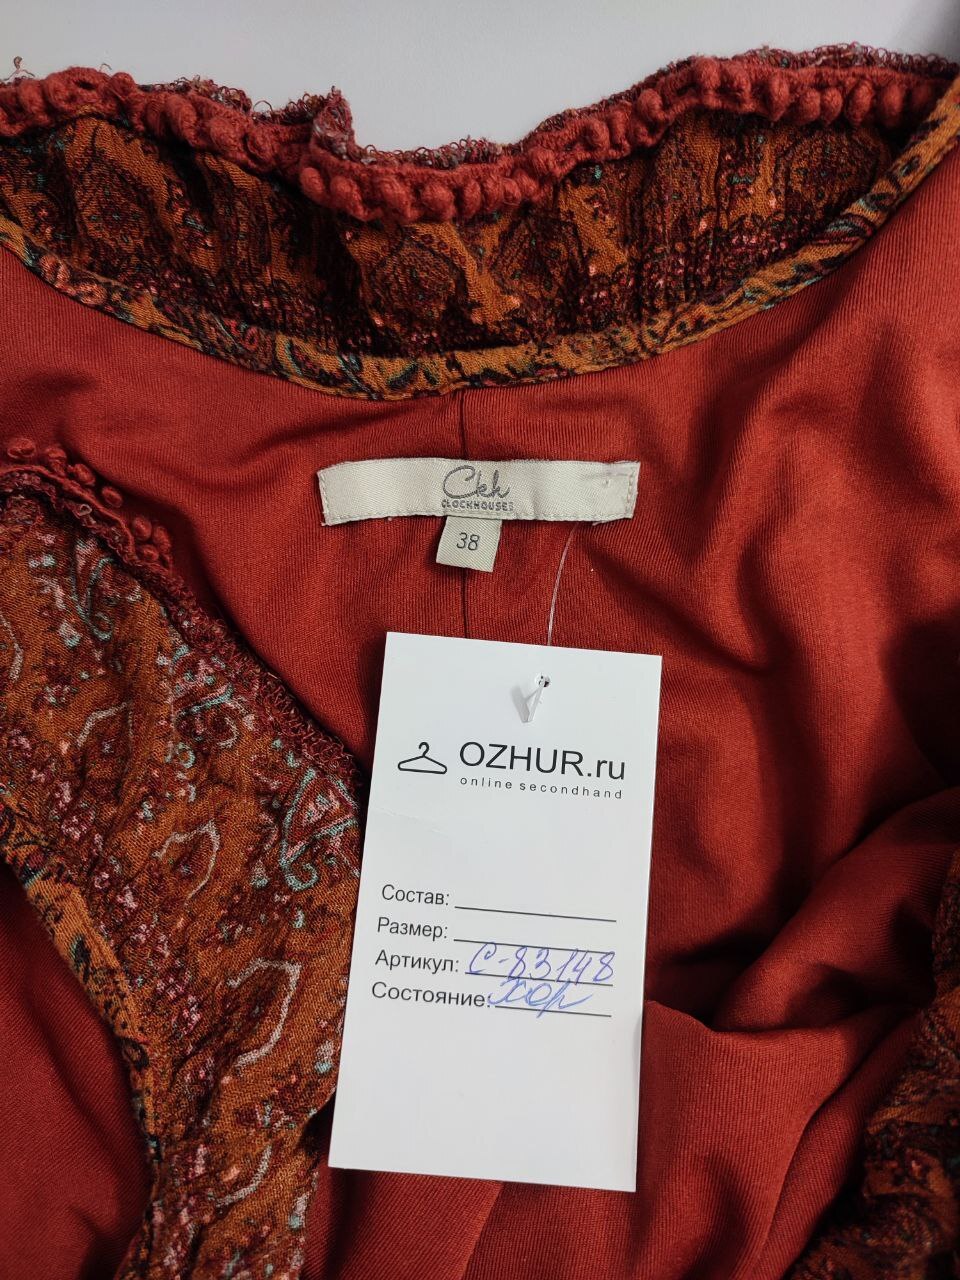 Ckh
CLOCKHOUSE
38
OZHUR.ru
online secondhand
Состав:
Размер:
Артикул: С-83148
Состояние: Хор